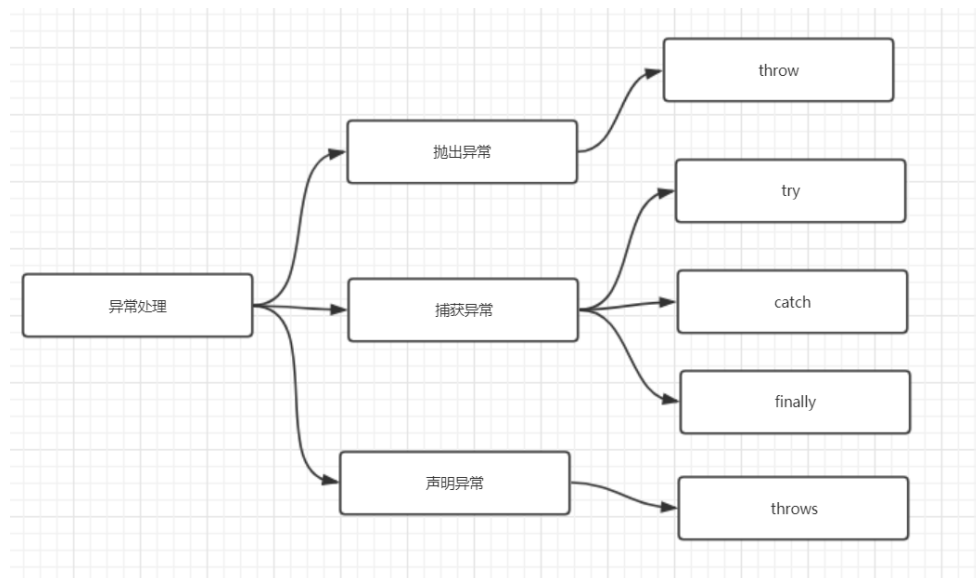 异常处理
抛出异常
throw
捕获异常
try
catch
finally
声明异常
throws